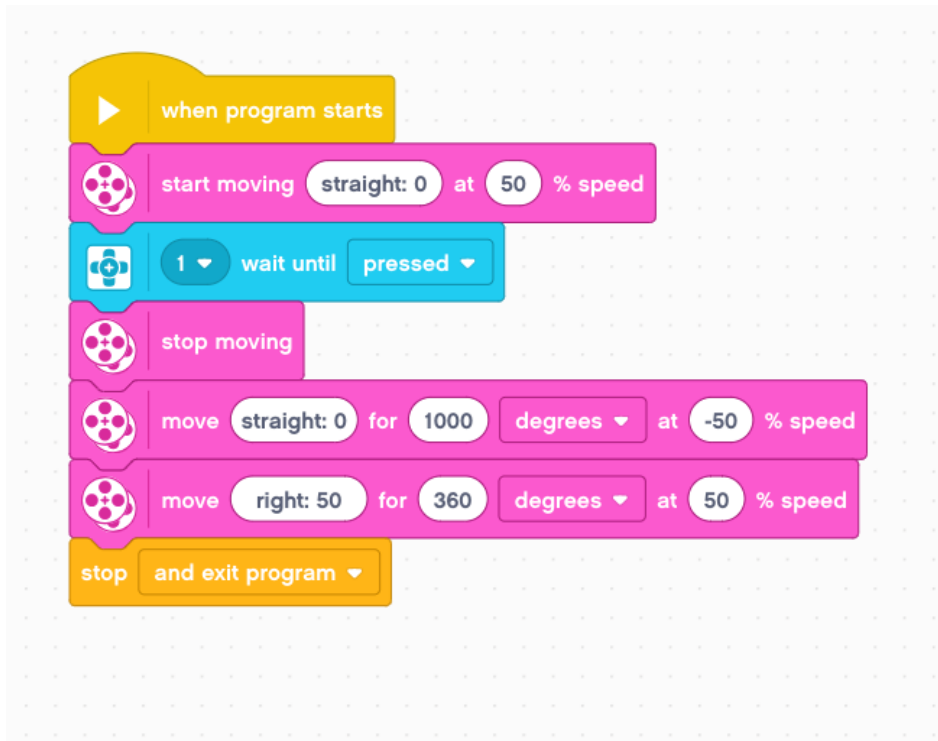 when program starts
start moving straight: 0 at 50 % speed
1 wait until pressed
stop moving
move straight: 0 for 1000 degrees at -50 % speed
move right: 50 for 360 degrees at 50 % speed
stop and exit program